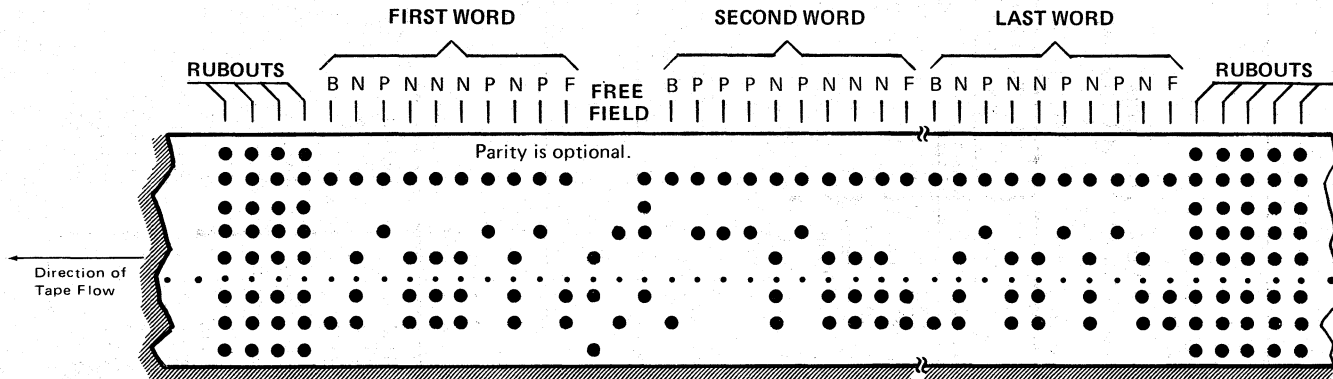 FIRST WORD SECOND WORD LAST WORD
RUBOUTS B N P N N N P N P F FREE FIELD B P P P N P N N N F B N P N N P N P N F RUBOUTS
Parity is optional.
Direction of
Tape Flow